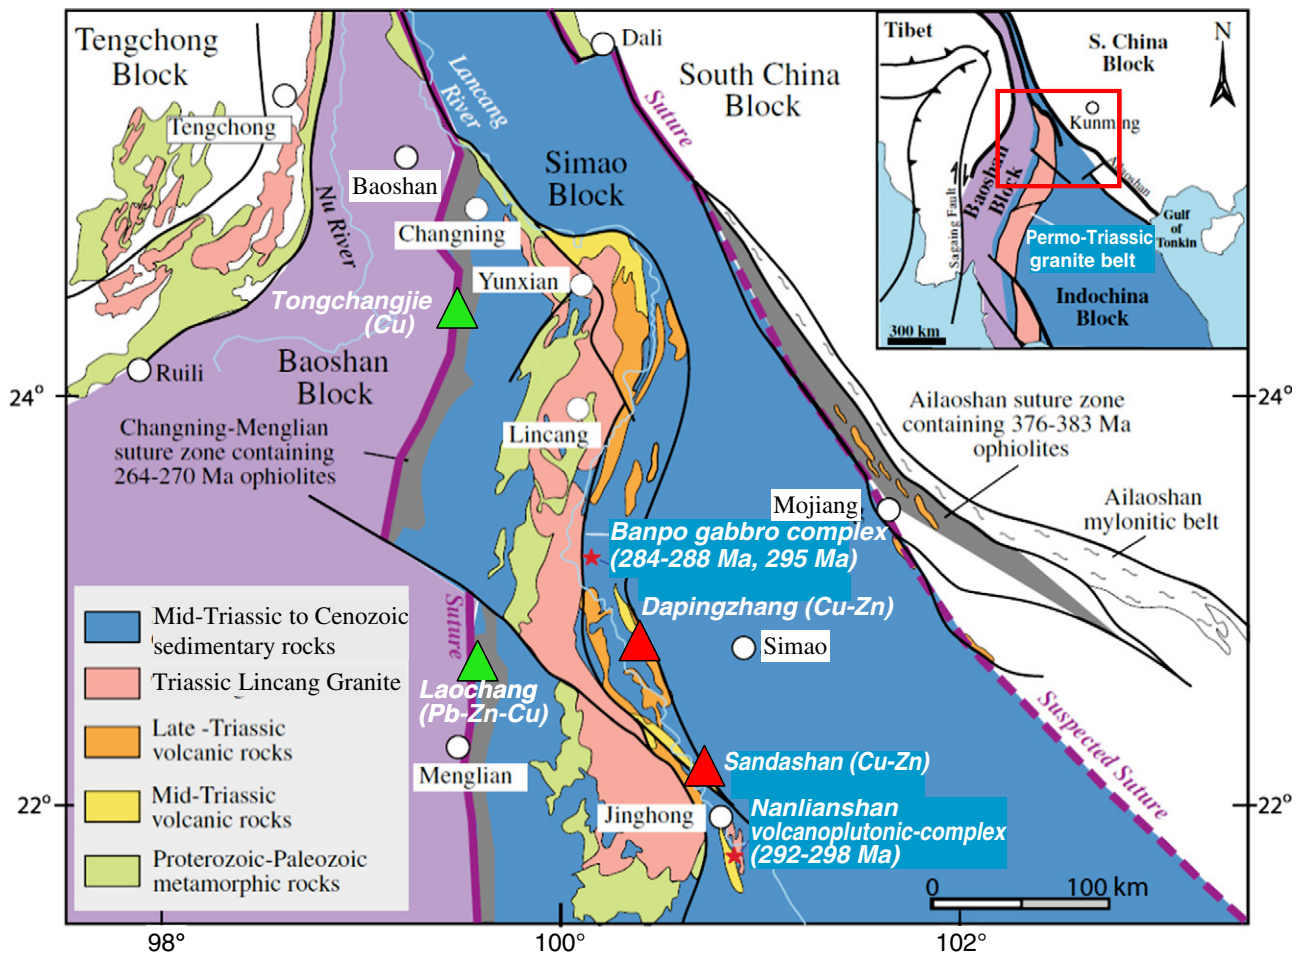 Tengchong
Block
Tengchong
Lancang
River
Dali
South China
Block
Suture
Tibet
S. China
Block
N
Kunming
Ailaoshan
Baoshan
Block
Sagaing Fault
Gulf
of
Tonkin
Permo-Triassic
granite belt
Indochina
Block
300 km
Baoshan
Simao
Block
Nu River
Changning
Yunxian
Tongchangjie
(Cu)
Ruili
Baoshan
Block
24°
24°
Changning-Menglian
suture zone containing
264-270 Ma ophiolites
Lincang
Ailaoshan suture zone
containing 376-383 Ma
ophiolites
Mojiang
Ailaoshan
mylonitic belt
Banpo gabbro complex
(284-288 Ma, 295 Ma)
Dapingzhang (Cu-Zn)
Simao
Suture
Laochang
(Pb-Zn-Cu)
Menglian
Suspected Suture
Sandashan (Cu-Zn)
Jinghong
Nanlianshan
volcanoplutonic-complex
(292-298 Ma)
22°
22°
Mid-Triassic to Cenozoic
sedimentary rocks
Triassic Lincang Granite
Late -Triassic
volcanic rocks
Mid-Triassic
volcanic rocks
Proterozoic-Paleozoic
metamorphic rocks
0
100 km
98°
100°
102°